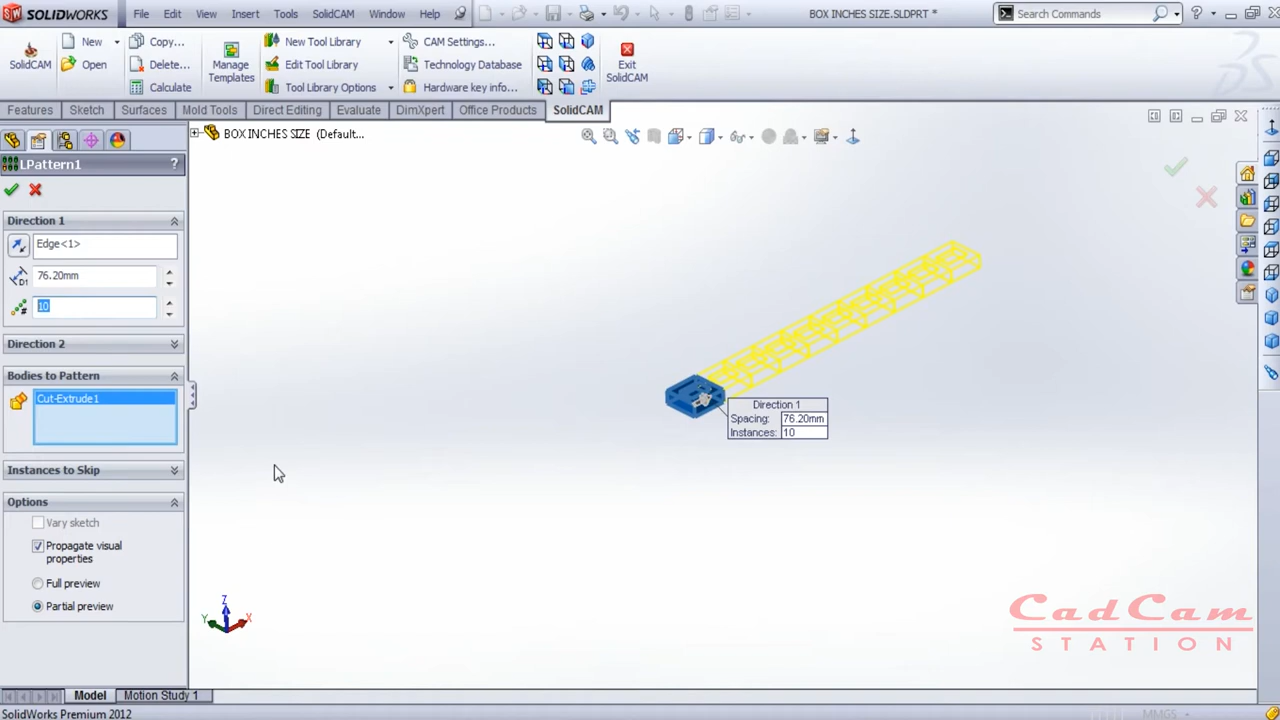 SOLIDWORKS File Edit View Insert Tools SolidCAM Window Help BOX INCHES SIZE.SLDPRT * Search Commands
New Copy... New Tool Library CAM Settings...
SolidCAM Open Delete... Manage Templates Edit Tool Library Technology Database Exit SolidCAM
Calculate Tool Library Options Hardware key info...
Features Sketch Surfaces Mold Tools Direct Editing Evaluate DimXpert Office Products SolidCAM
BOX INCHES SIZE (Default...
LPattern1 ?
Direction 1
Edge<1>
D1 76.20mm
10
Direction 2
Bodies to Pattern
Cut-Extrude1
Direction 1
Spacing: 76.20mm
Instances: 10
Instances to Skip
Options
Vary sketch
Propagate visual
properties
Full preview
Partial preview
Z
Y X
CadCam
STATION
Model Motion Study 1
SolidWorks Premium 2012 MMGS